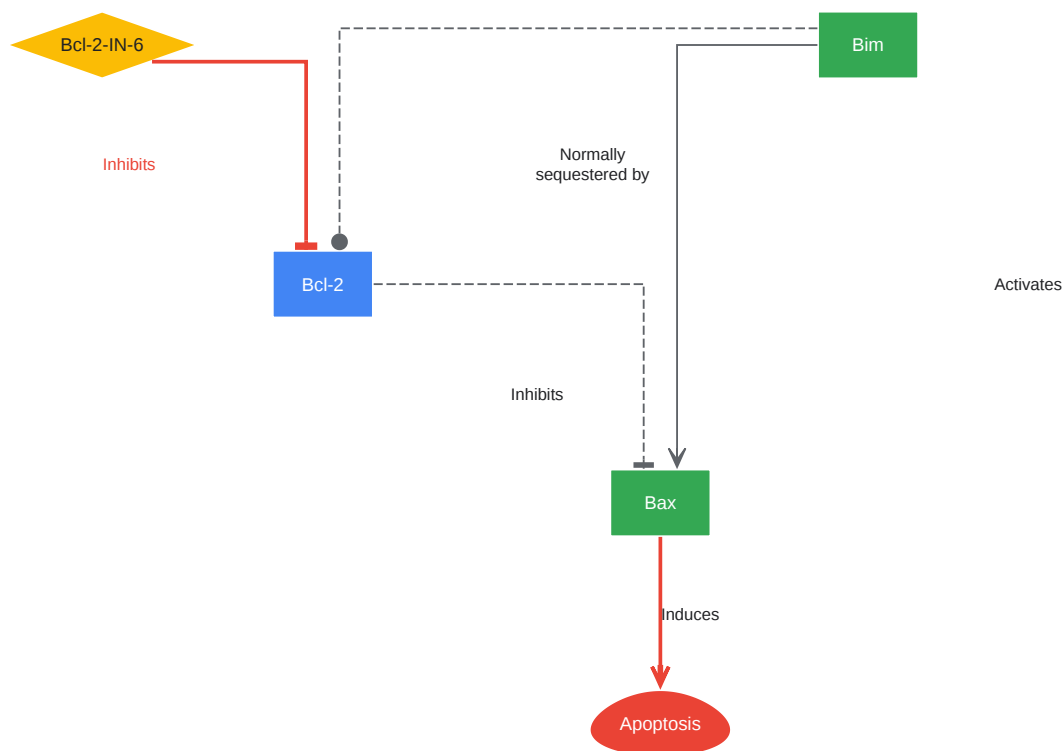 Bcl-2-IN-6
Bim
Normally
sequestered by
Inhibits
Bcl-2
Activates
Inhibits
Bax
Induces
Apoptosis